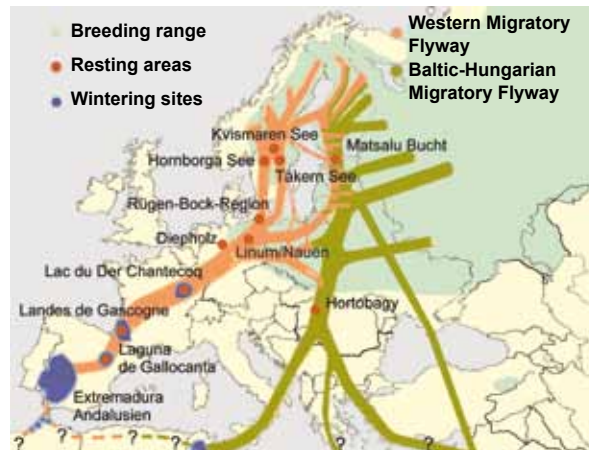 Breeding range
Resting areas
Wintering sites
Western Migratory
Flyway
Baltic-Hungarian
Migratory Flyway
Kvismaren See
Hornborga See
Matsalu Bucht
Takern See
Rügen-Bock-Region
Diepholz
Linum/Nauen
Lac du Der Chantecoq
Landes de Gascogne
Hortobagy
Laguna
de Gallocanta
Extremadura
Andalusien
? ? ? ? ? ?